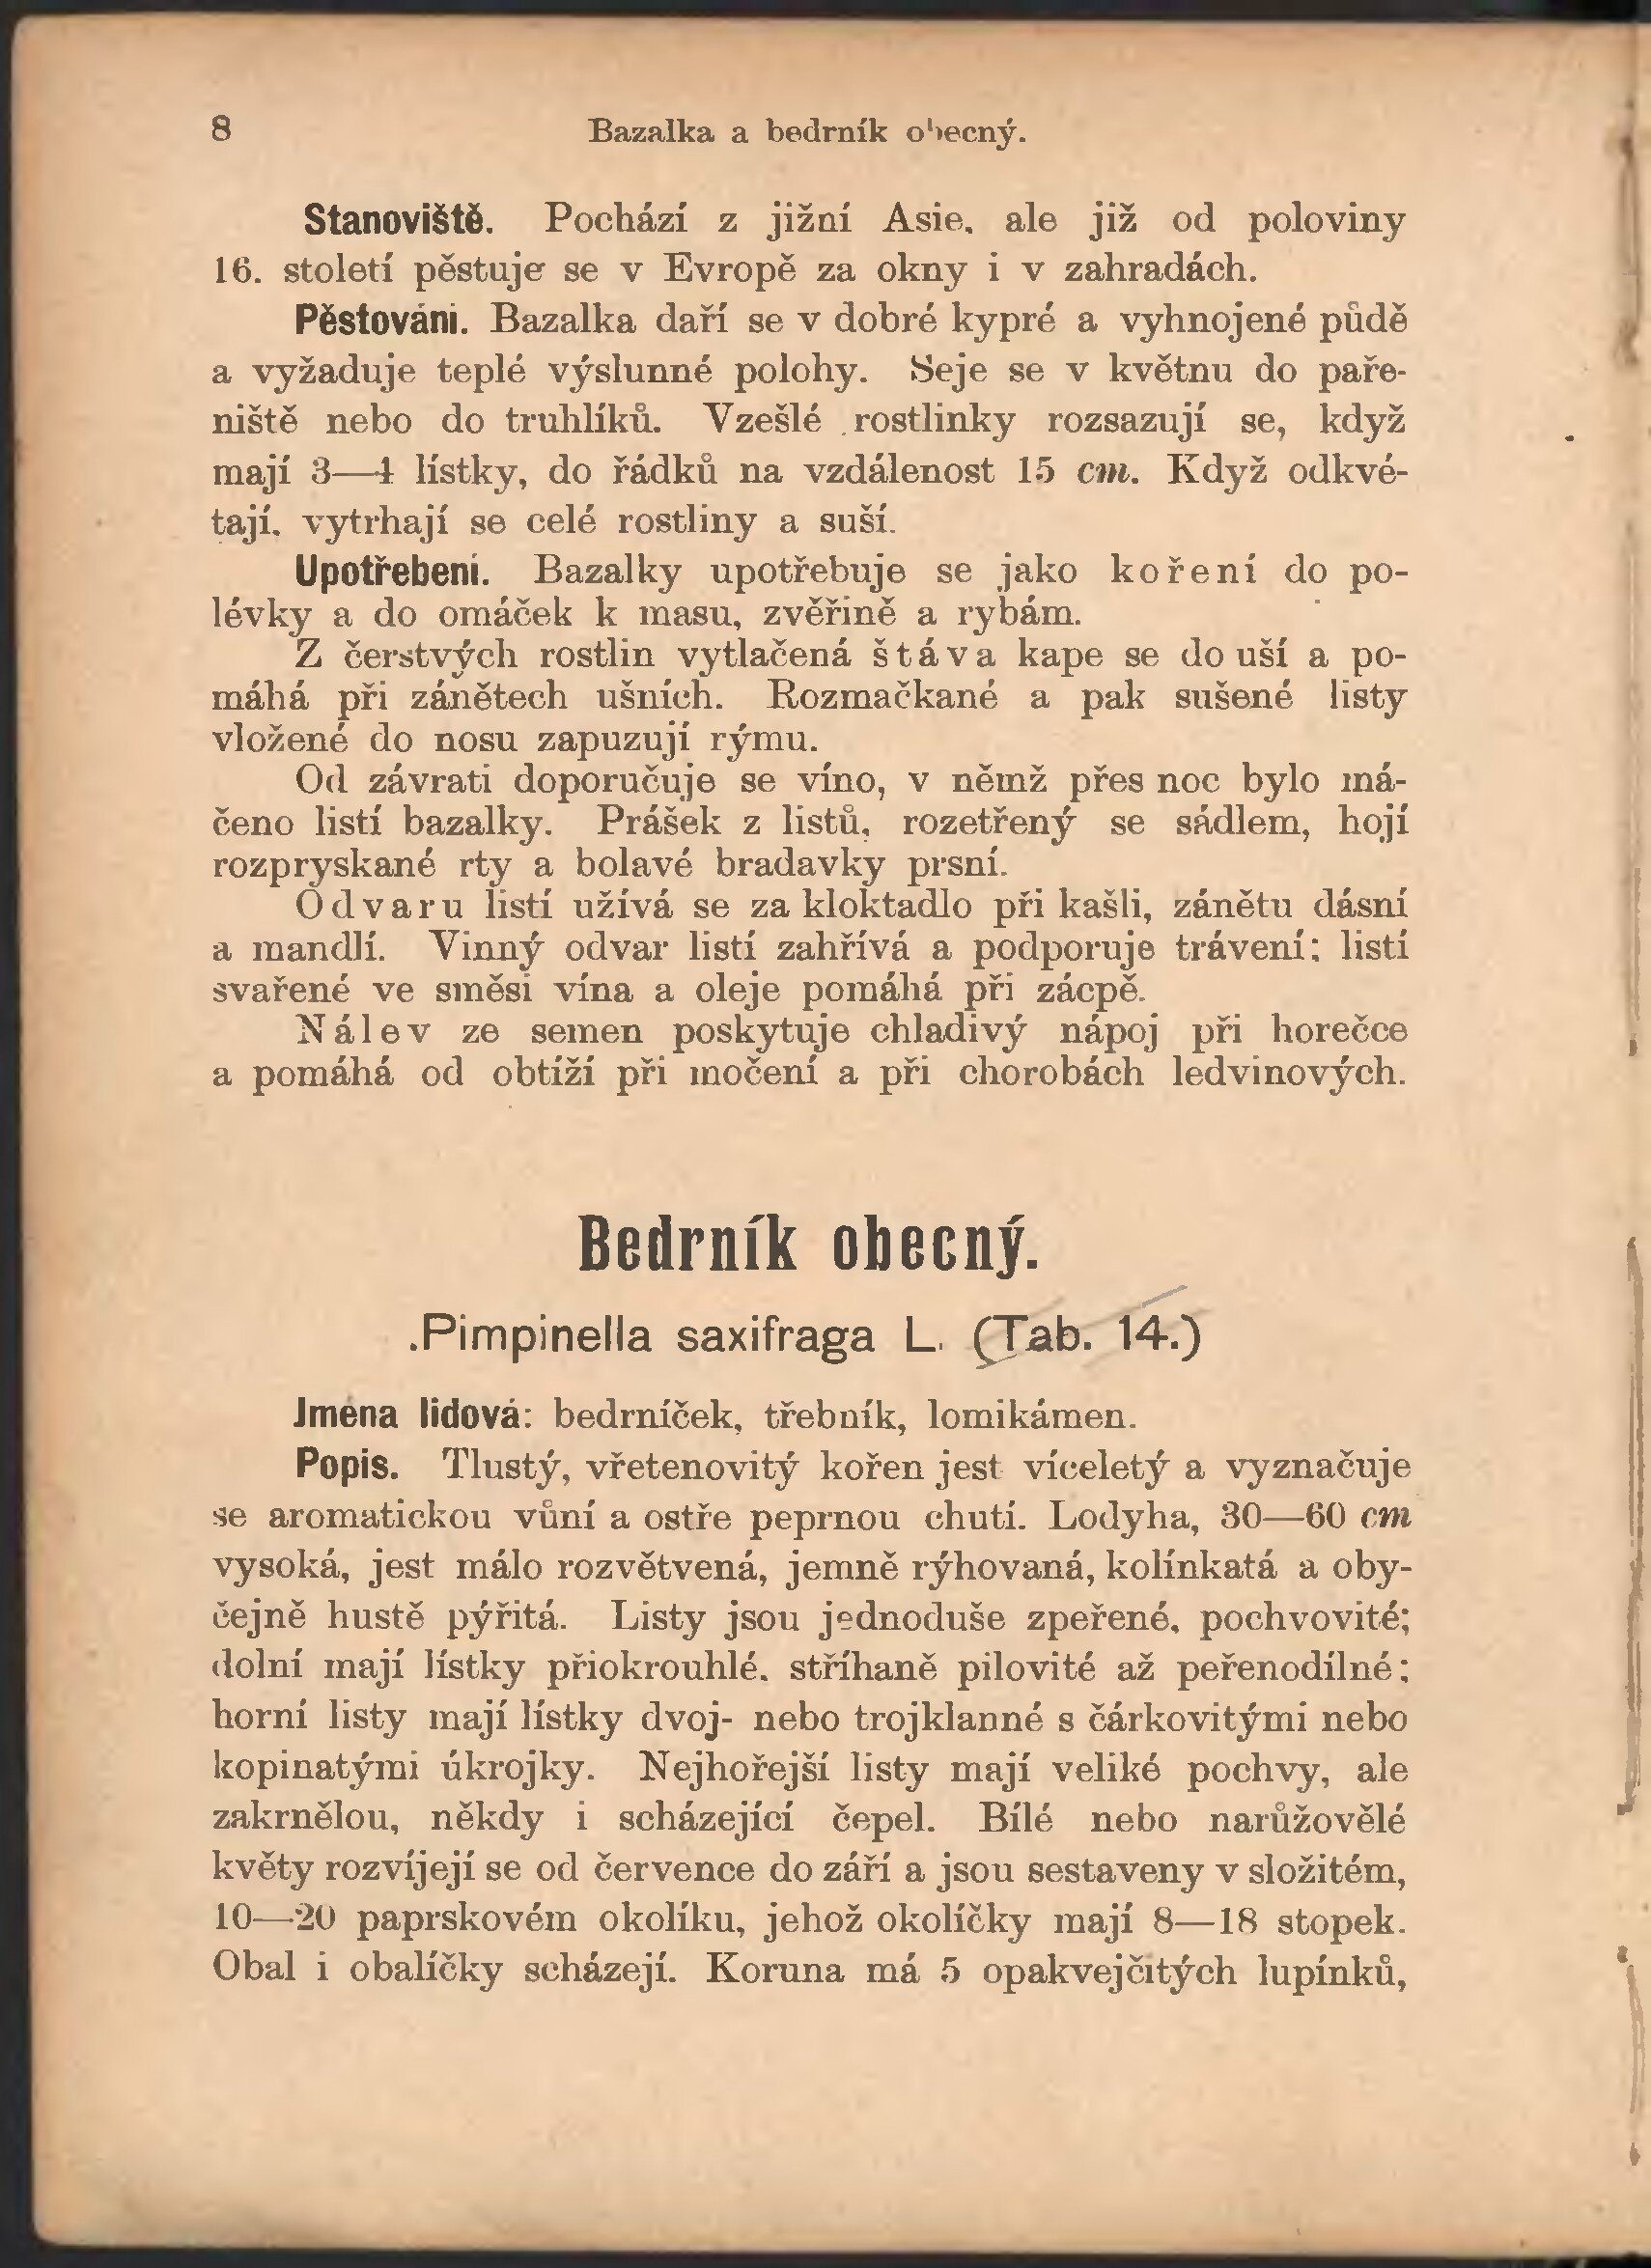 8 Bazalka a bedrník obecný.
Stanoviště. Pochází z jižní Asie, ale již od poloviny
16. století pěstuje se v Evropě za okny i v zahradách.
Pěstování. Bazalka daří se v dobré kypré a vyhnojené půdě
a vyžaduje teplé výslunné polohy. Seje se v květnu do paře-
niště nebo do truhlíků. Vzešlé rostlinky rozsazují se, když
mají 3—4 lístky, do řádků na vzdálenost 15 cm. Když odkvé-
tají, vytrhají se celé rostliny a suší.
Upotřebení. Bazalky upotřebuje se jako koření do po-
lévky a do omáček k masu, zvěřině a rybám.
Z čerstvých rostlin vytlačená šťáva kape se do uší a po-
máhá při zánětech ušních. Rozmačkané a pak sušené listy
vložené do nosu zapuzují rýmu.
Od závrati doporučuje se víno, v němž přes noc bylo má-
čeno listí bazalky. Prášek z listů, rozetřený se sádlem, hojí
rozpryskané rty a bolavé bradavky prsní.
Odvaru listí užívá se za kloktadlo při kašli, zánětu dásní
a mandlí. Vinný odvar listí zahřívá a podporuje trávení; listí
svařené ve směsi vína a oleje pomáhá při zácpě.
Nálev ze semen poskytuje chladivý nápoj při horečce
a pomáhá od obtíží při močení a při chorobách ledvinových.
Bedrník obecný.
Pimpinella saxifraga L. (Tab. 14.)
Jména lidová: bedrníček, třebník, lomikámen.
Popis. Tlustý, vřetenovitý kořen jest víceletý a vyznačuje
se aromatickou vůní a ostře peprnou chutí. Lodyha, 30—60 cm
vysoká, jest málo rozvětvená, jemně rýhovaná, kolínkatá a oby-
čejně hustě pýřitá. Listy jsou jednoduše zpeřené, pochvovité;
dolní mají lístky přiokrouhlé, stříhaně pilovité až peřenodílné;
horní listy mají lístky dvoj- nebo trojklanné s čárkovitými nebo
kopinatými úkrojky. Nejhořejší listy mají veliké pochvy, ale
zakrnělou, někdy i scházející čepel. Bílé nebo narůžovělé
květy rozvíjejí se od července do září a jsou sestaveny v složitém,
10—20 paprskovém okolíku, jehož okolíčky mají 8—18 stopek.
Obal i obalíčky scházejí. Koruna má 5 opakvejčitých lupínků,